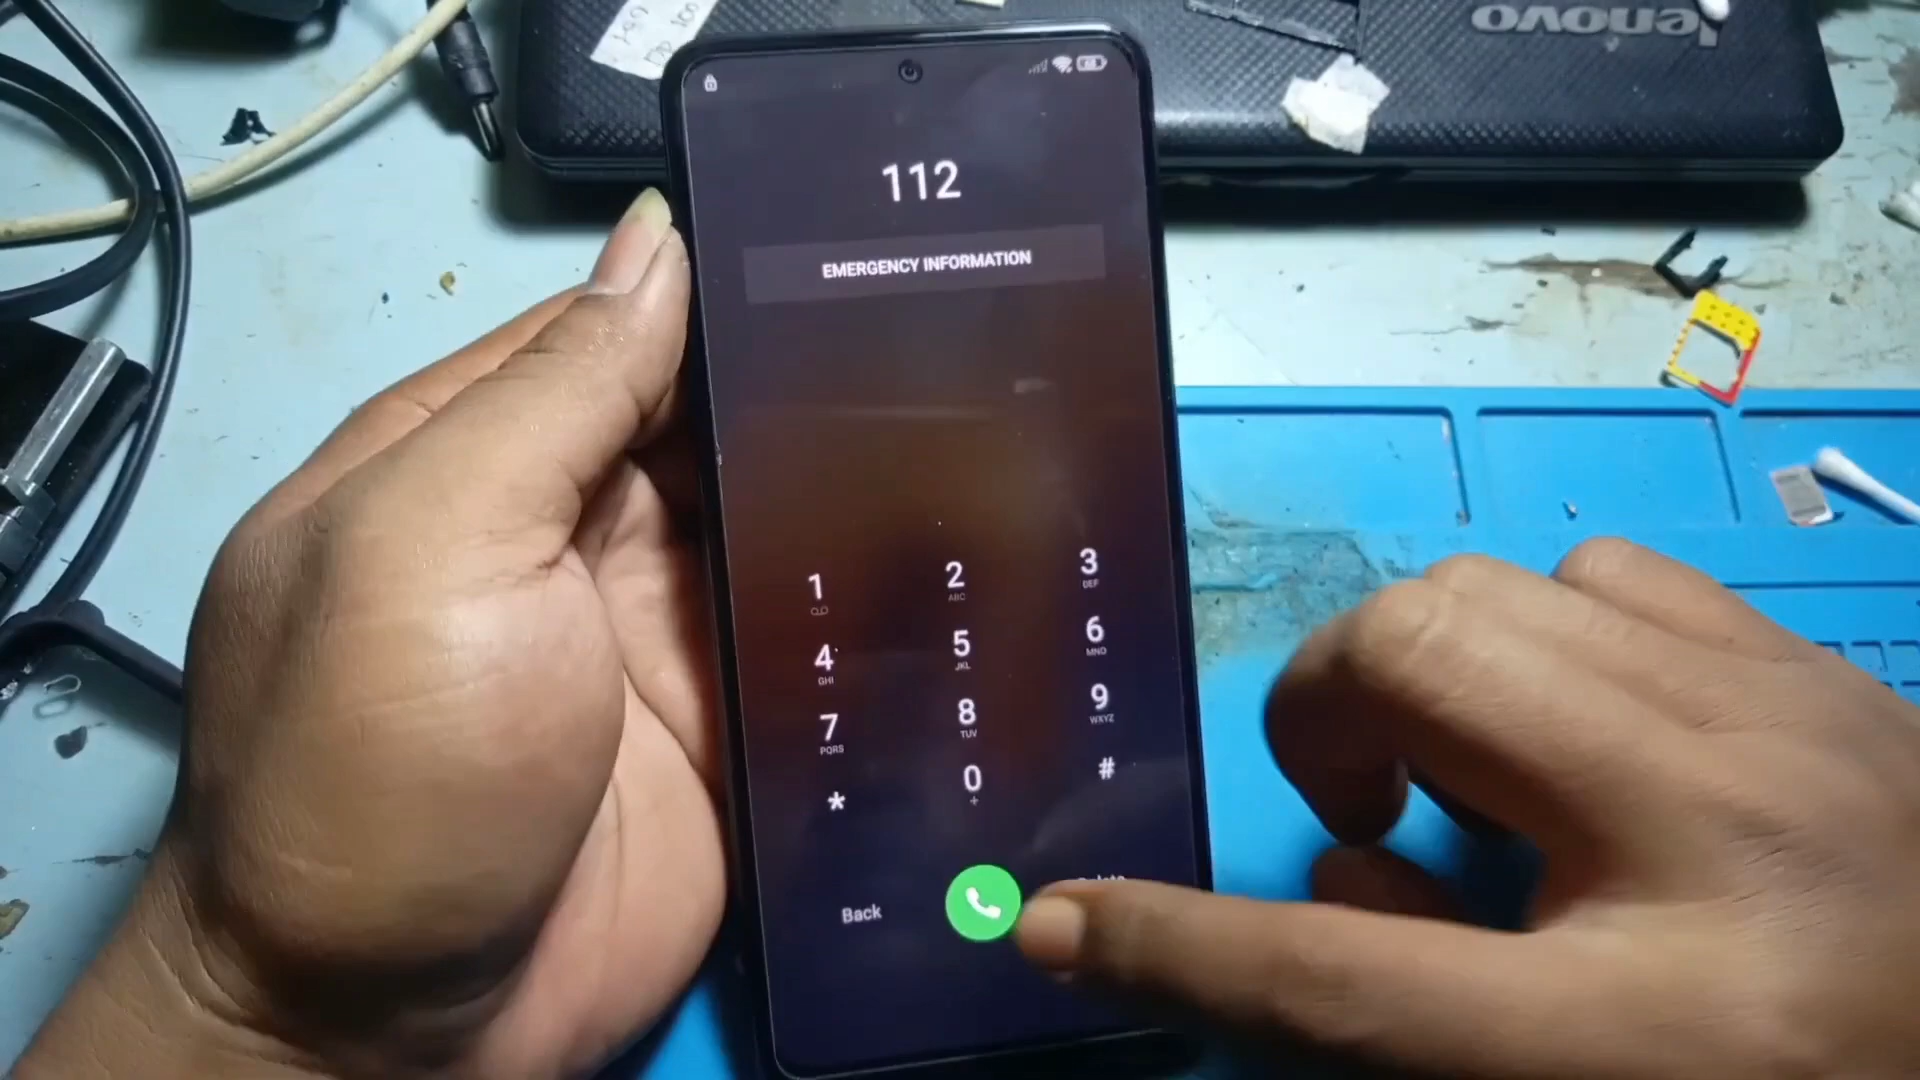 lenovo
112
EMERGENCY INFORMATION
1
2 ABC
3 DEF
4 GHI
5 JKL
6 MNO
7 PQRS
8 TUV
9 WXYZ
*
0 +
#
Back